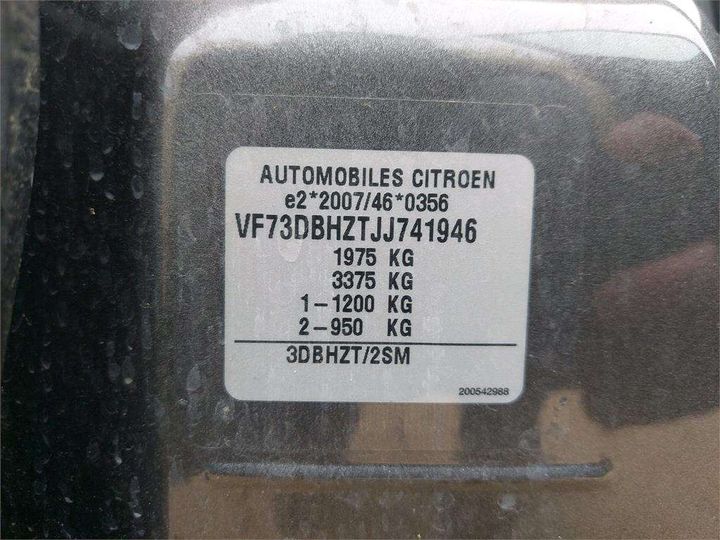 AUTOMOBILES CITROEN
e2*2007/46*0356
VF73DBHZTJJ741946
1975 KG
3375 KG
1-1200 KG
2-950 KG
3DBHZT/2SM
200542988